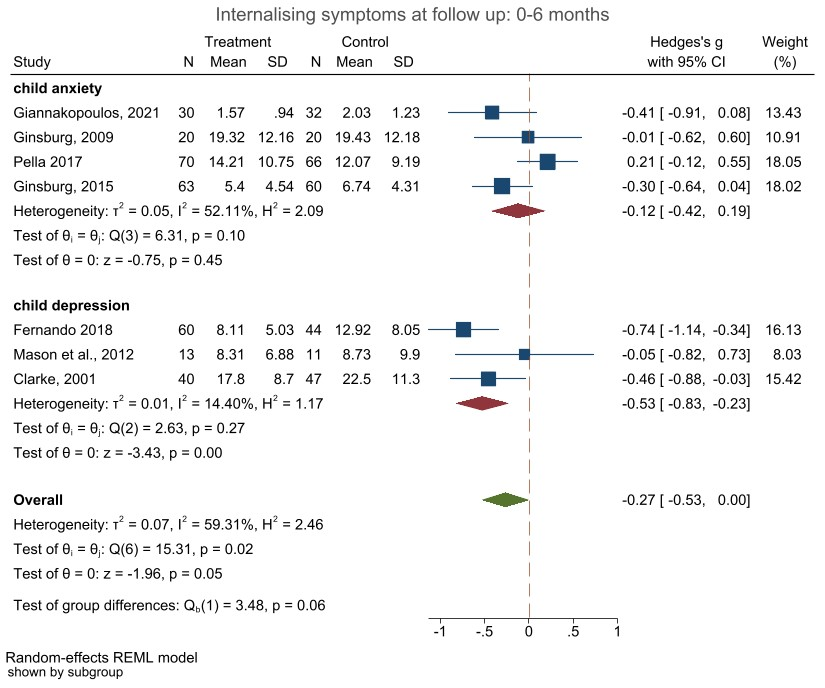 Internalising symptoms at follow up: 0-6 months
Treatment Control Hedges's g Weight
Study N Mean SD N Mean SD with 95% CI (%)
child anxiety
Giannakopoulos, 2021 30 1.57 .94 32 2.03 1.23 -0.41 [ -0.91, 0.08] 13.43
Ginsburg, 2009 20 19.32 12.16 20 19.43 12.18 -0.01 [ -0.62, 0.60] 10.91
Pella 2017 70 14.21 10.75 66 12.07 9.19 0.21 [ -0.12, 0.55] 18.05
Ginsburg, 2015 63 5.4 4.54 60 6.74 4.31 -0.30 [ -0.64, 0.04] 18.02
Heterogeneity: τ² = 0.05, I² = 52.11%, H² = 2.09 -0.12 [ -0.42, 0.19]
Test of θᵢ = θⱼ: Q(3) = 6.31, p = 0.10
Test of θ = 0: z = -0.75, p = 0.45
child depression
Fernando 2018 60 8.11 5.03 44 12.92 8.05 -0.74 [ -1.14, -0.34] 16.13
Mason et al., 2012 13 8.31 6.88 11 8.73 9.9 -0.05 [ -0.82, 0.73] 8.03
Clarke, 2001 40 17.8 8.7 47 22.5 11.3 -0.46 [ -0.88, -0.03] 15.42
Heterogeneity: τ² = 0.01, I² = 14.40%, H² = 1.17 -0.53 [ -0.83, -0.23]
Test of θᵢ = θⱼ: Q(2) = 2.63, p = 0.27
Test of θ = 0: z = -3.43, p = 0.00
Overall -0.27 [ -0.53, 0.00]
Heterogeneity: τ² = 0.07, I² = 59.31%, H² = 2.46
Test of θᵢ = θⱼ: Q(6) = 15.31, p = 0.02
Test of θ = 0: z = -1.96, p = 0.05
Test of group differences: Q_b(1) = 3.48, p = 0.06
-1 -.5 0 .5 1
Random-effects REML model
shown by subgroup